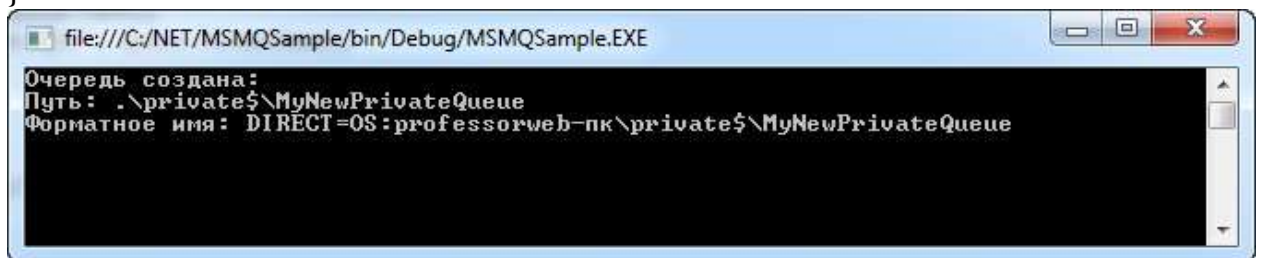 }
file:///C:/NET/MSMQSample/bin/Debug/MSMQSample.EXE
Очередь создана:
Путь: .\private$\MyNewPrivateQueue
Форматное имя: DIRECT=OS:professorweb-пк\private$\MyNewPrivateQueue